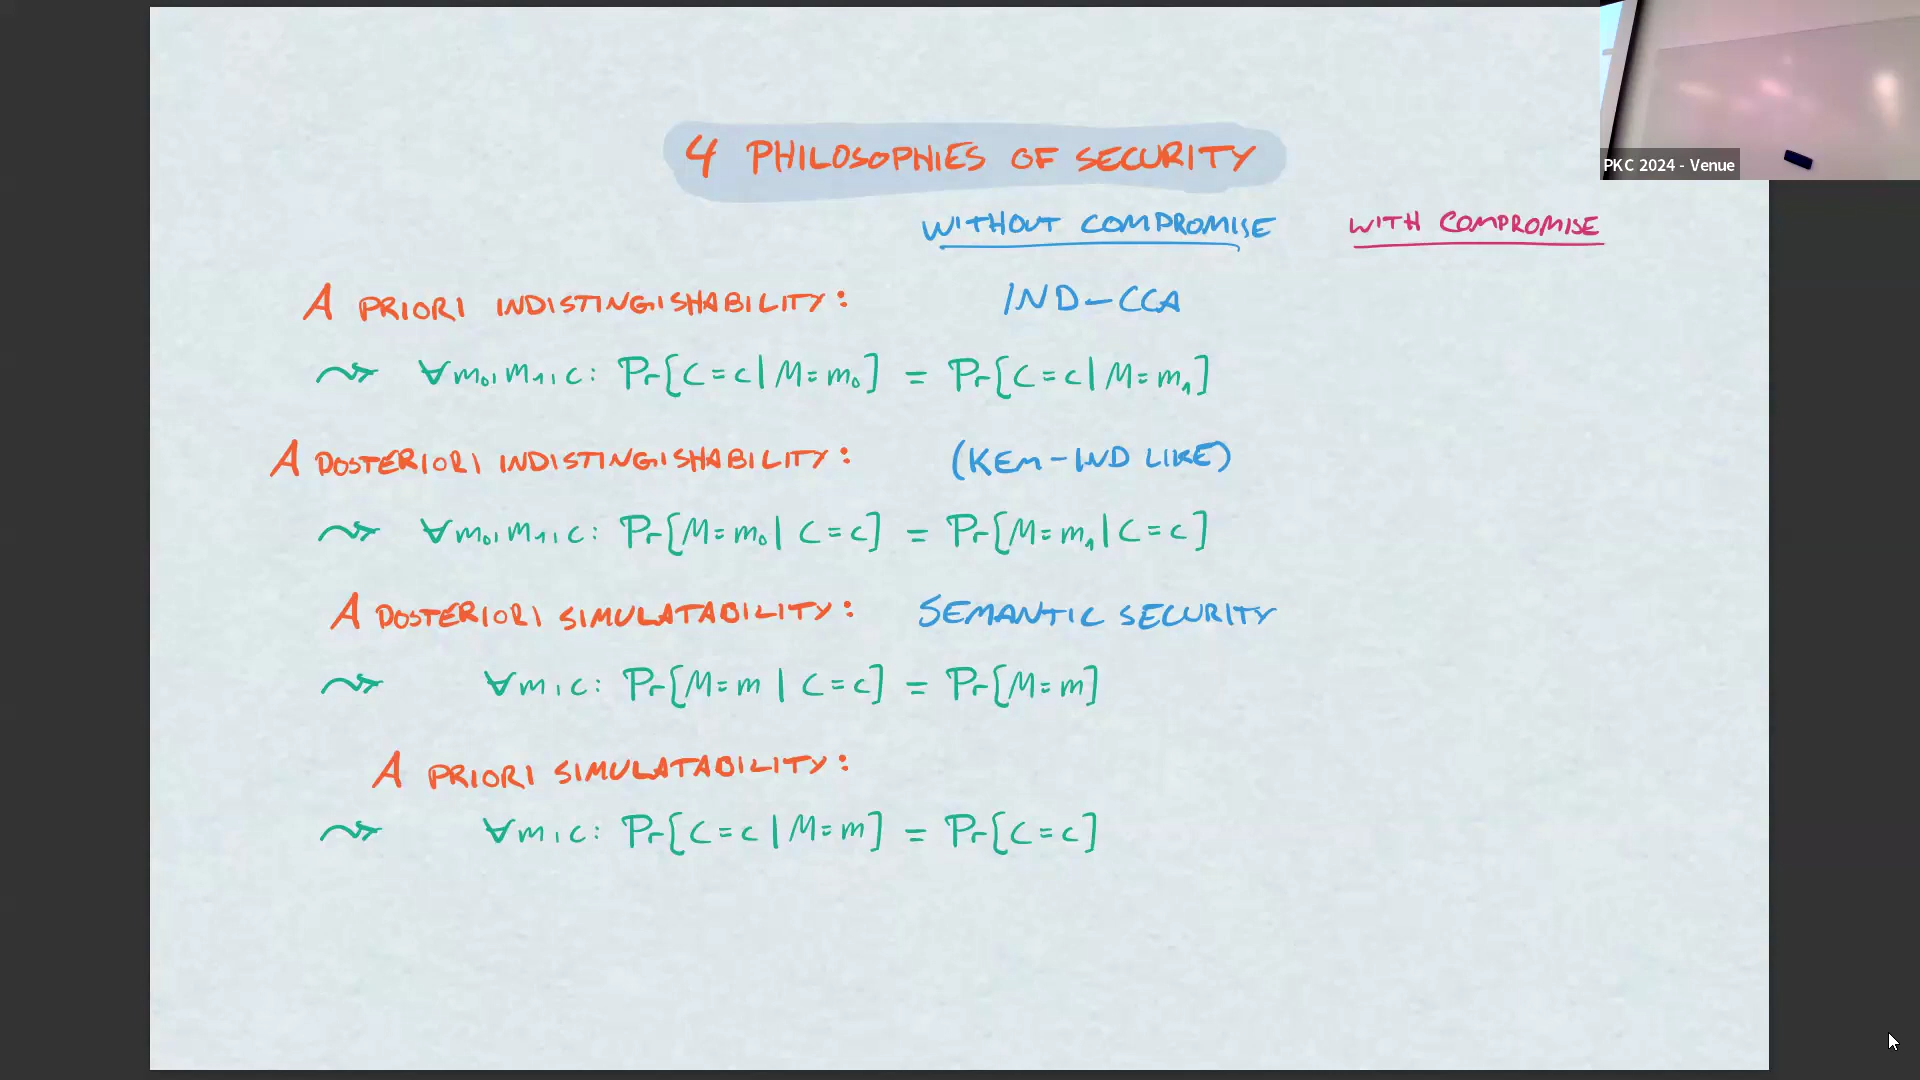 4 PHILOSOPHIES OF SECURITY
PKC 2024 - Venue
WITHOUT COMPROMISE WITH COMPROMISE
A PRIORI INDISTINGISHABILITY: IND-CCA
⤳ ∀m₀,m₁,c: Pr[C=c|M=m₀] = Pr[C=c|M=m₁]
A POSTERIORI INDISTINGISHABILITY: (KEM-IND LIKE)
⤳ ∀m₀,m₁,c: Pr[M=m₀|C=c] = Pr[M=m₁|C=c]
A POSTERIORI SIMULATABILITY: SEMANTIC SECURITY
⤳ ∀m,c: Pr[M=m|C=c] = Pr[M=m]
A PRIORI SIMULATABILITY:
⤳ ∀m,c: Pr[C=c|M=m] = Pr[C=c]